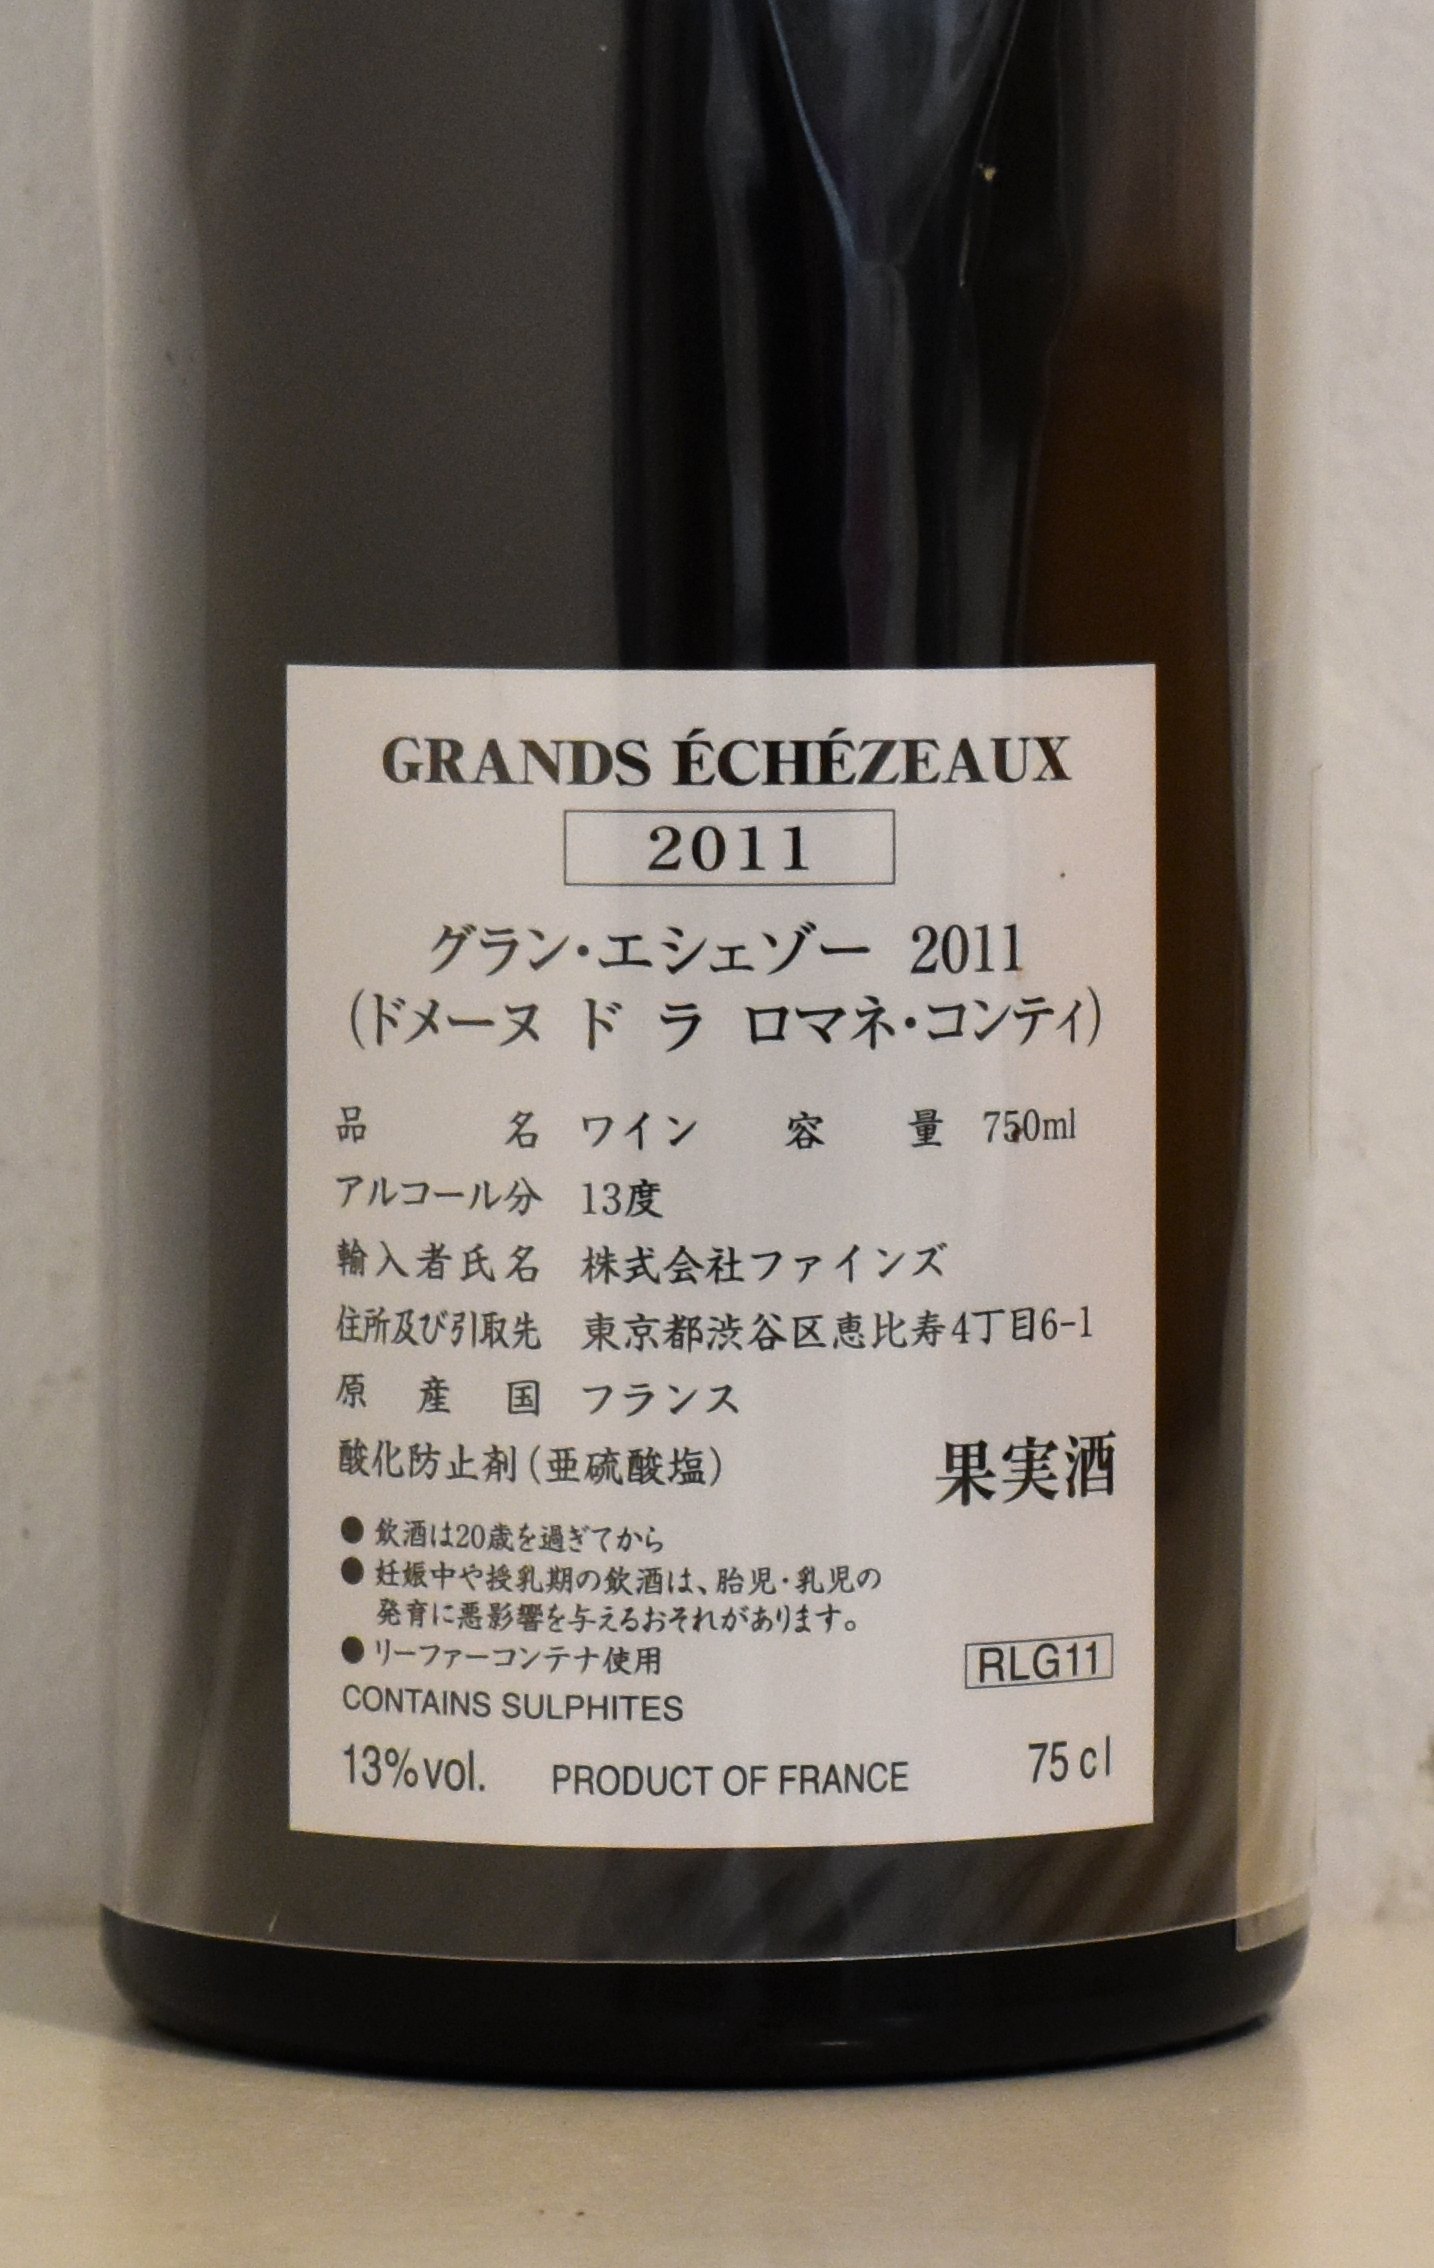 GRANDS ÉCHÉZEAUX
2011
グラン・エシェゾー 2011
(ドメーヌ ド ラ ロマネ・コンティ)
品名 ワイン 容量 750ml
アルコール分 13度
輸入者氏名 株式会社ファインズ
住所及び引取先 東京都渋谷区恵比寿4丁目6-1
原産国 フランス
酸化防止剤(亜硫酸塩) 果実酒
● 飲酒は20歳を過ぎてから
● 妊娠中や授乳期の飲酒は、胎児・乳児の
発育に悪影響を与えるおそれがあります。
● リーファーコンテナ使用
RLG11
CONTAINS SULPHITES
13%vol. PRODUCT OF FRANCE 75 cl